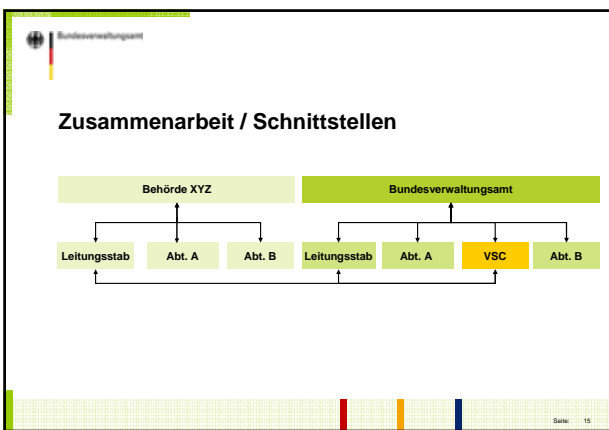 Bundesverwaltungsamt
Zusammenarbeit / Schnittstellen
Behörde XYZ Bundesverwaltungsamt
Leitungsstab Abt. A Abt. B Leitungsstab Abt. A VSC Abt. B
Seite: 15